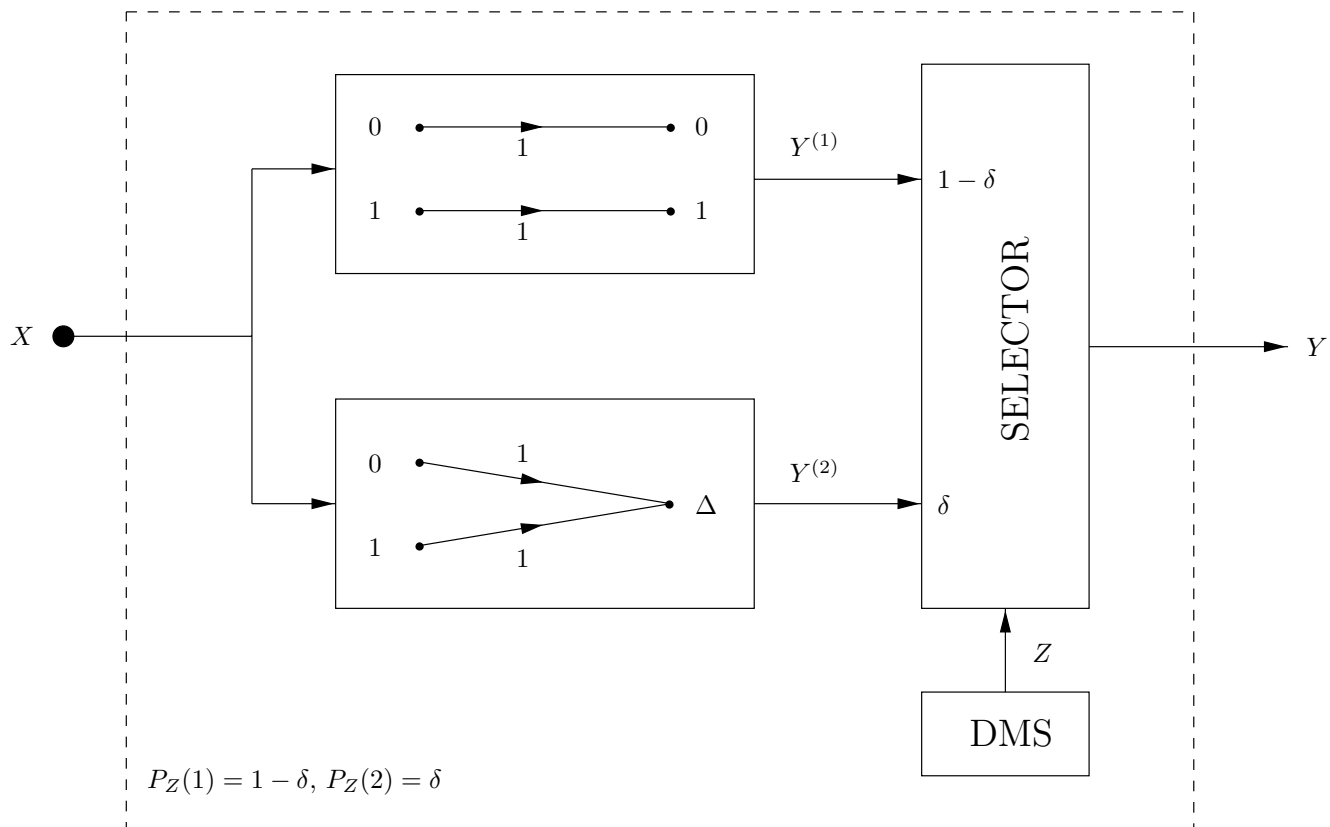 0
0
1
Y^{(1)}
1
1
1
1 − δ
X
SELECTOR
Y
0
1
Y^{(2)}
Δ
δ
1
1
Z
DMS
P_Z(1) = 1 − δ, P_Z(2) = δ